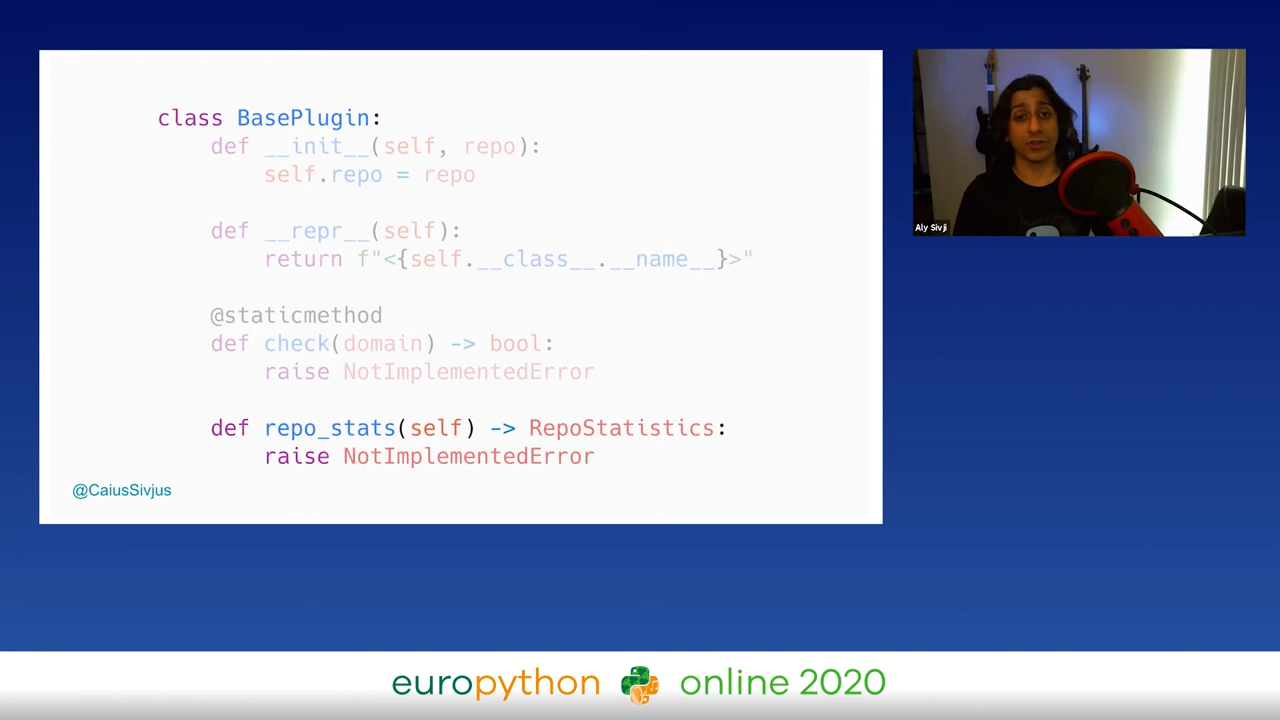 class BasePlugin:
def __init__(self, repo):
self.repo = repo
def __repr__(self):
return f"<{self.__class__.__name__}>"
@staticmethod
def check(domain) -> bool:
raise NotImplementedError
def repo_stats(self) -> RepoStatistics:
raise NotImplementedError
@CaiusSivjus
Aly Sivji
europython online 2020